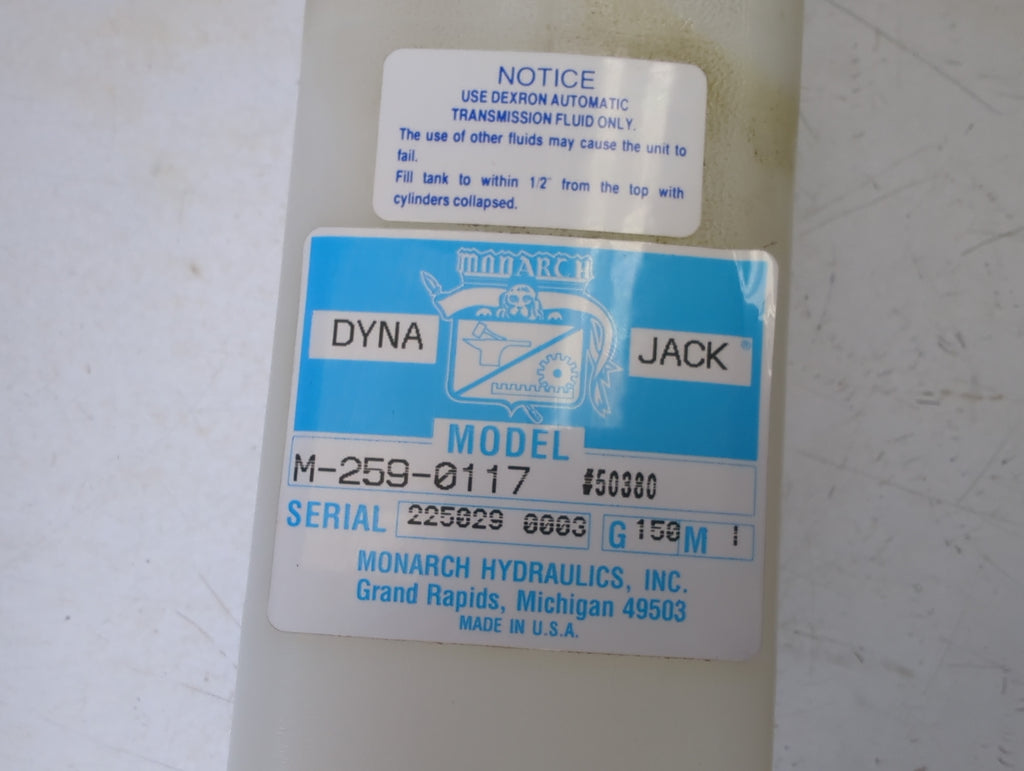 NOTICE
USE DEXRON AUTOMATIC
TRANSMISSION FLUID ONLY.
The use of other fluids may cause the unit to
fail.
Fill tank to within 1/2" from the top with
cylinders collapsed.
MONARCH
DYNA JACK®
MODEL
M-259-0117 #50380
SERIAL 225029 0003 G 150 M 1
MONARCH HYDRAULICS, INC.
Grand Rapids, Michigan 49503
MADE IN U.S.A.